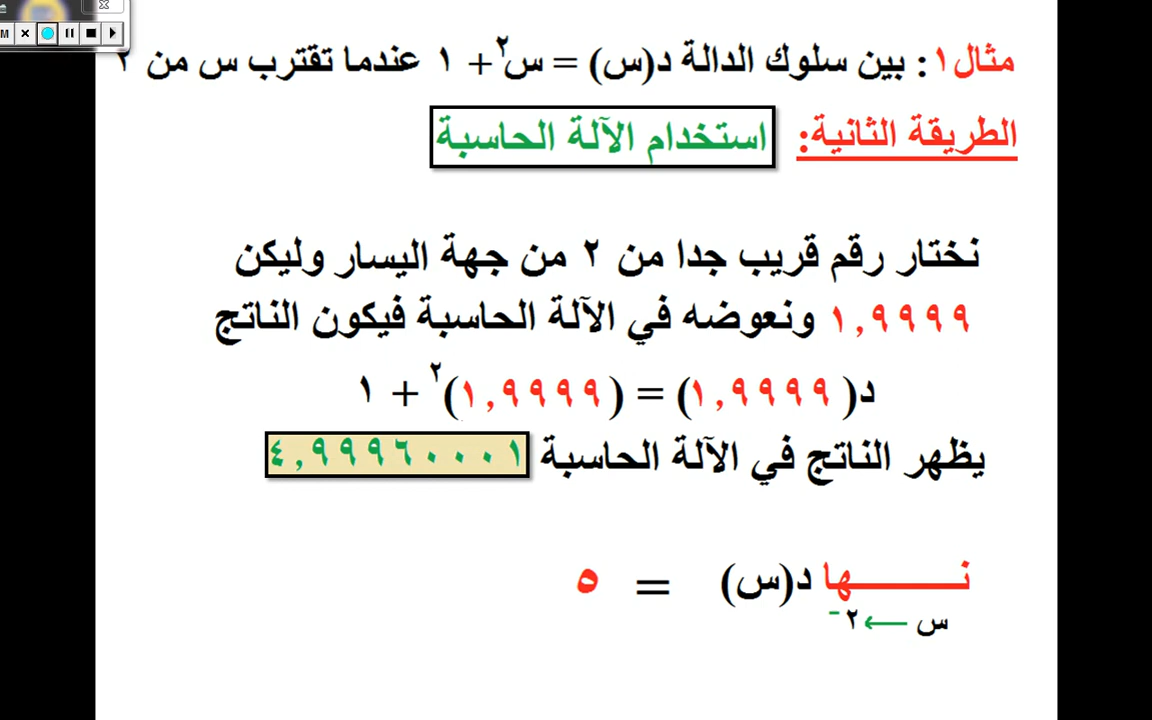 مثال١: بين سلوك الدالة د(س) = س٢ + ١ عندما تقترب س من ٢
الطريقة الثانية: استخدام الآلة الحاسبة
نختار رقم قريب جدا من ٢ من جهة اليسار وليكن
١,٩٩٩٩ ونعوضه في الآلة الحاسبة فيكون الناتج
د(١,٩٩٩٩) = (١,٩٩٩٩)٢ + ١
يظهر الناتج في الآلة الحاسبة ٤,٩٩٩٦٠٠٠١
نـــــــها د(س) = ٥
س ← ٢-